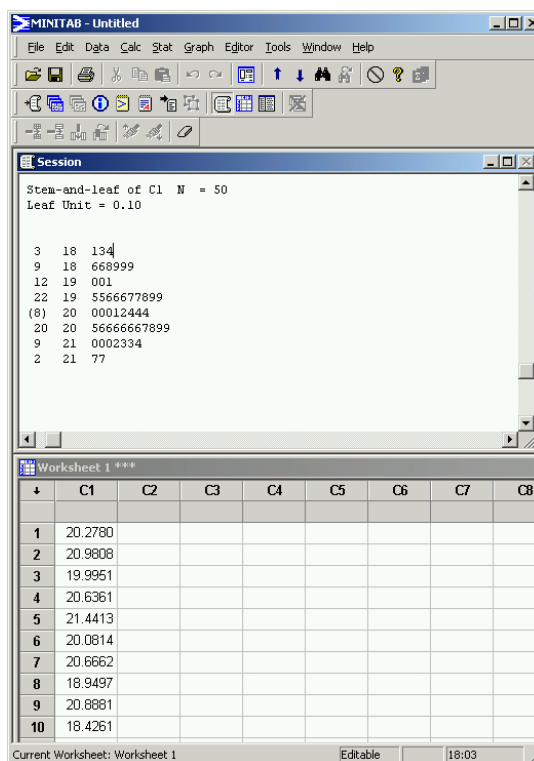 MINITAB - Untitled
File Edit Data Calc Stat Graph Editor Tools Window Help
Session
Stem-and-leaf of C1 N = 50
Leaf Unit = 0.10
3 18 134
9 18 668999
12 19 001
22 19 5566677899
(8) 20 00012444
20 20 56666667899
9 21 0002334
2 21 77
Worksheet 1 ***
C1 C2 C3 C4 C5 C6 C7 C8
1 20.2780
2 20.9808
3 19.9951
4 20.6361
5 21.4413
6 20.0814
7 20.6662
8 18.9497
9 20.8881
10 18.4261
Current Worksheet: Worksheet 1 Editable 18:03